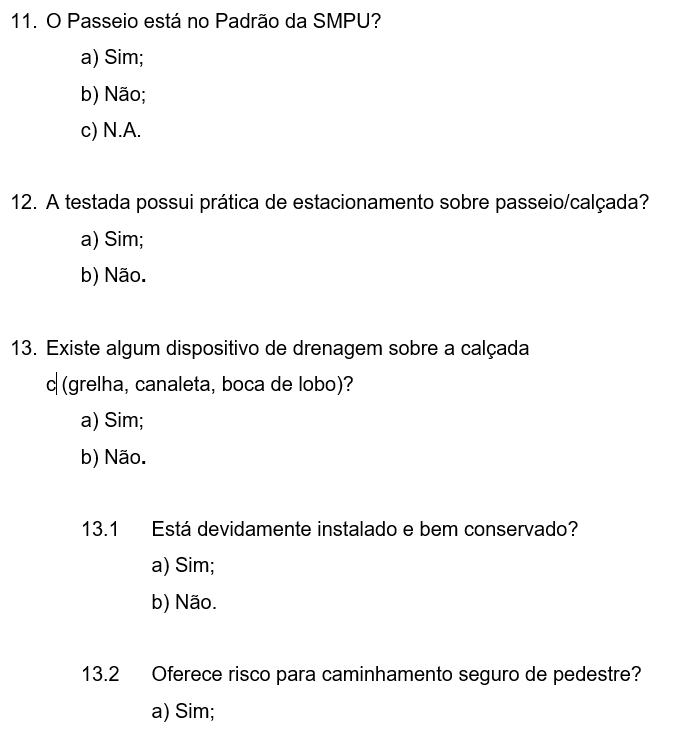 11. O Passeio está no Padrão da SMPU?
a) Sim;
b) Não;
c) N.A.
12. A testada possui prática de estacionamento sobre passeio/calçada?
a) Sim;
b) Não.
13. Existe algum dispositivo de drenagem sobre a calçada
c (grelha, canaleta, boca de lobo)?
a) Sim;
b) Não.
13.1 Está devidamente instalado e bem conservado?
a) Sim;
b) Não.
13.2 Oferece risco para caminhamento seguro de pedestre?
a) Sim;